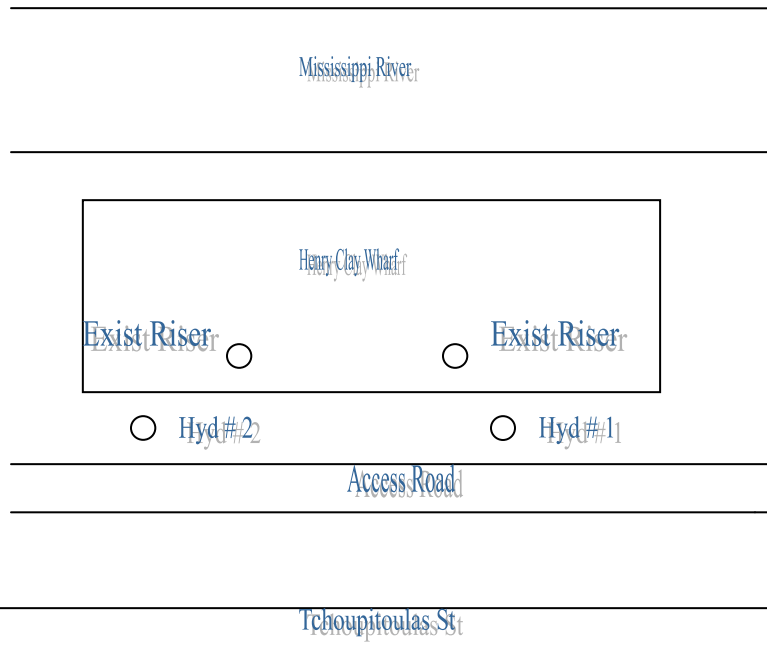 Mississippi River
Henry Clay Wharf
Exist Riser
Exist Riser
Hyd # 2
Hyd # 1
Access Road
Tchoupitoulas St